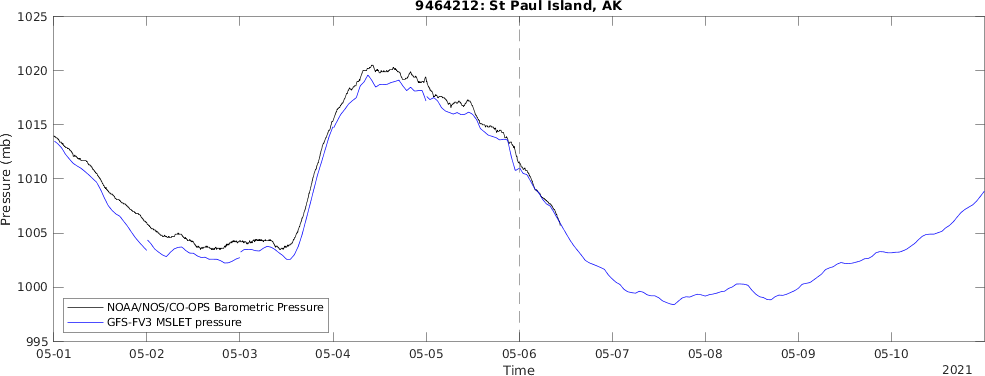 9464212: St Paul Island, AK
Pressure (mb)
1025
1020
1015
1010
1005
1000
995
NOAA/NOS/CO-OPS Barometric Pressure
GFS-FV3 MSLET pressure
05-01 05-02 05-03 05-04 05-05 05-06 05-07 05-08 05-09 05-10
Time
2021